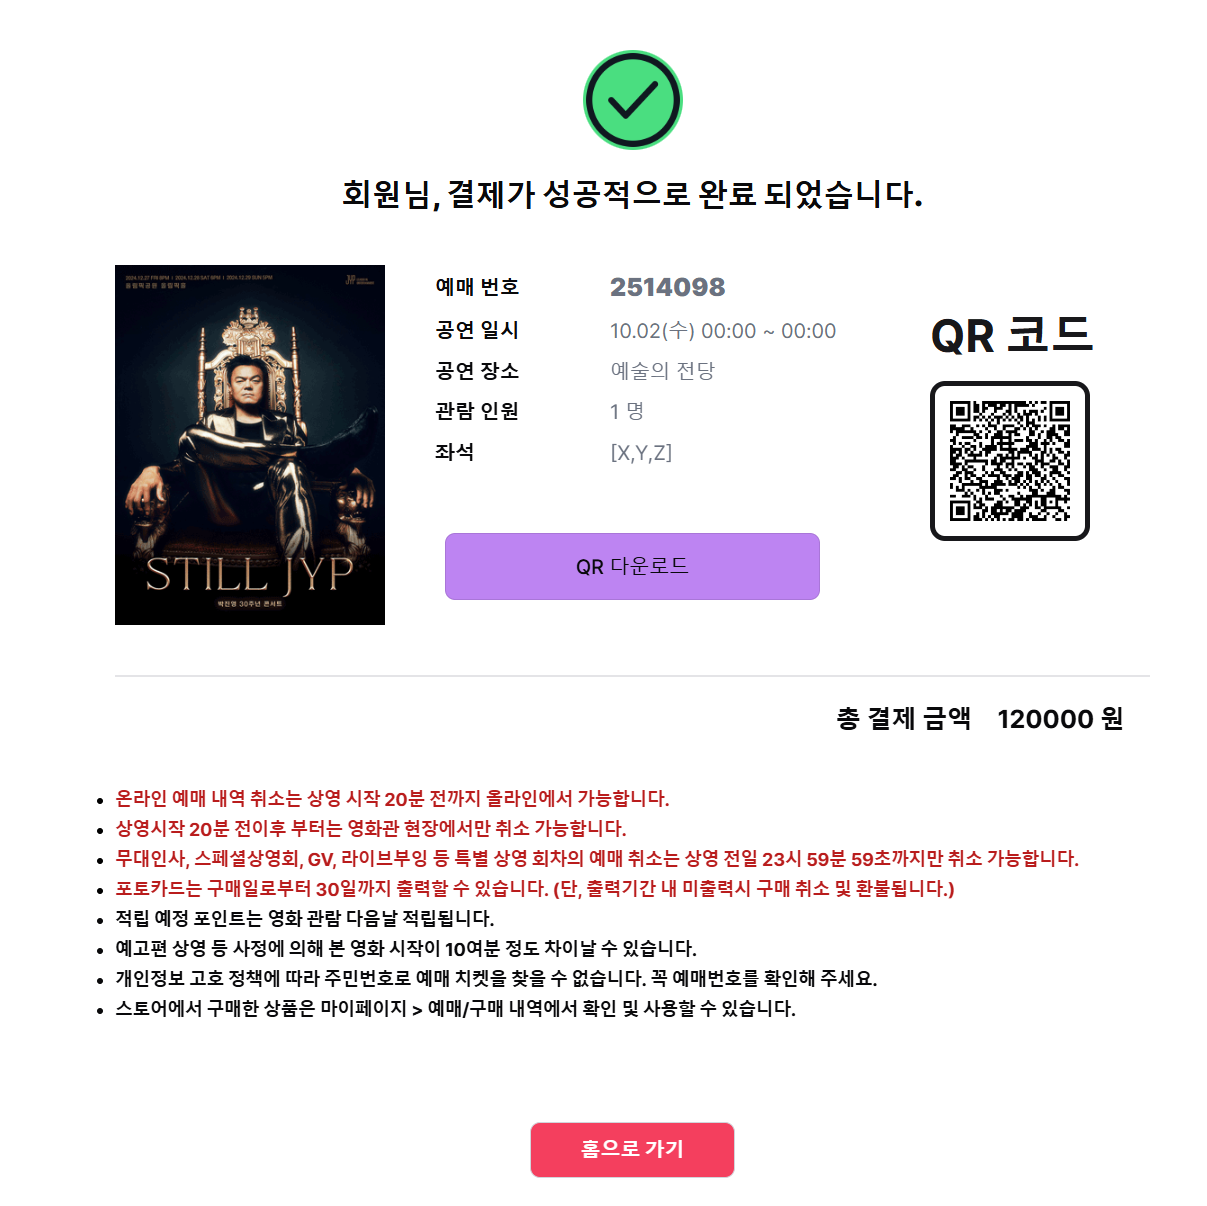 회원님, 결제가 성공적으로 완료 되었습니다.
2024.12.27 FRI 8PM | 2024.12.28 SAT 6PM | 2024.12.29 SUN 5PM
올림픽공원 올림픽홀
STILL JYP
박진영 30주년 콘서트
예매 번호 2514098
공연 일시 10.02(수) 00:00 ~ 00:00
공연 장소 예술의 전당
관람 인원 1 명
좌석 [X,Y,Z]
QR 다운로드
QR 코드
총 결제 금액 120000 원
온라인 예매 내역 취소는 상영 시작 20분 전까지 올라인에서 가능합니다.
상영시작 20분 전이후 부터는 영화관 현장에서만 취소 가능합니다.
무대인사, 스페셜상영회, GV, 라이브부잉 등 특별 상영 회차의 예매 취소는 상영 전일 23시 59분 59초까지만 취소 가능합니다.
포토카드는 구매일로부터 30일까지 출력할 수 있습니다. (단, 출력기간 내 미출력시 구매 취소 및 환불됩니다.)
적립 예정 포인트는 영화 관람 다음날 적립됩니다.
예고편 상영 등 사정에 의해 본 영화 시작이 10여분 정도 차이날 수 있습니다.
개인정보 고호 정책에 따라 주민번호로 예매 치켓을 찾을 수 없습니다. 꼭 예매번호를 확인해 주세요.
스토어에서 구매한 상품은 마이페이지 > 예매/구매 내역에서 확인 및 사용할 수 있습니다.
홈으로 가기